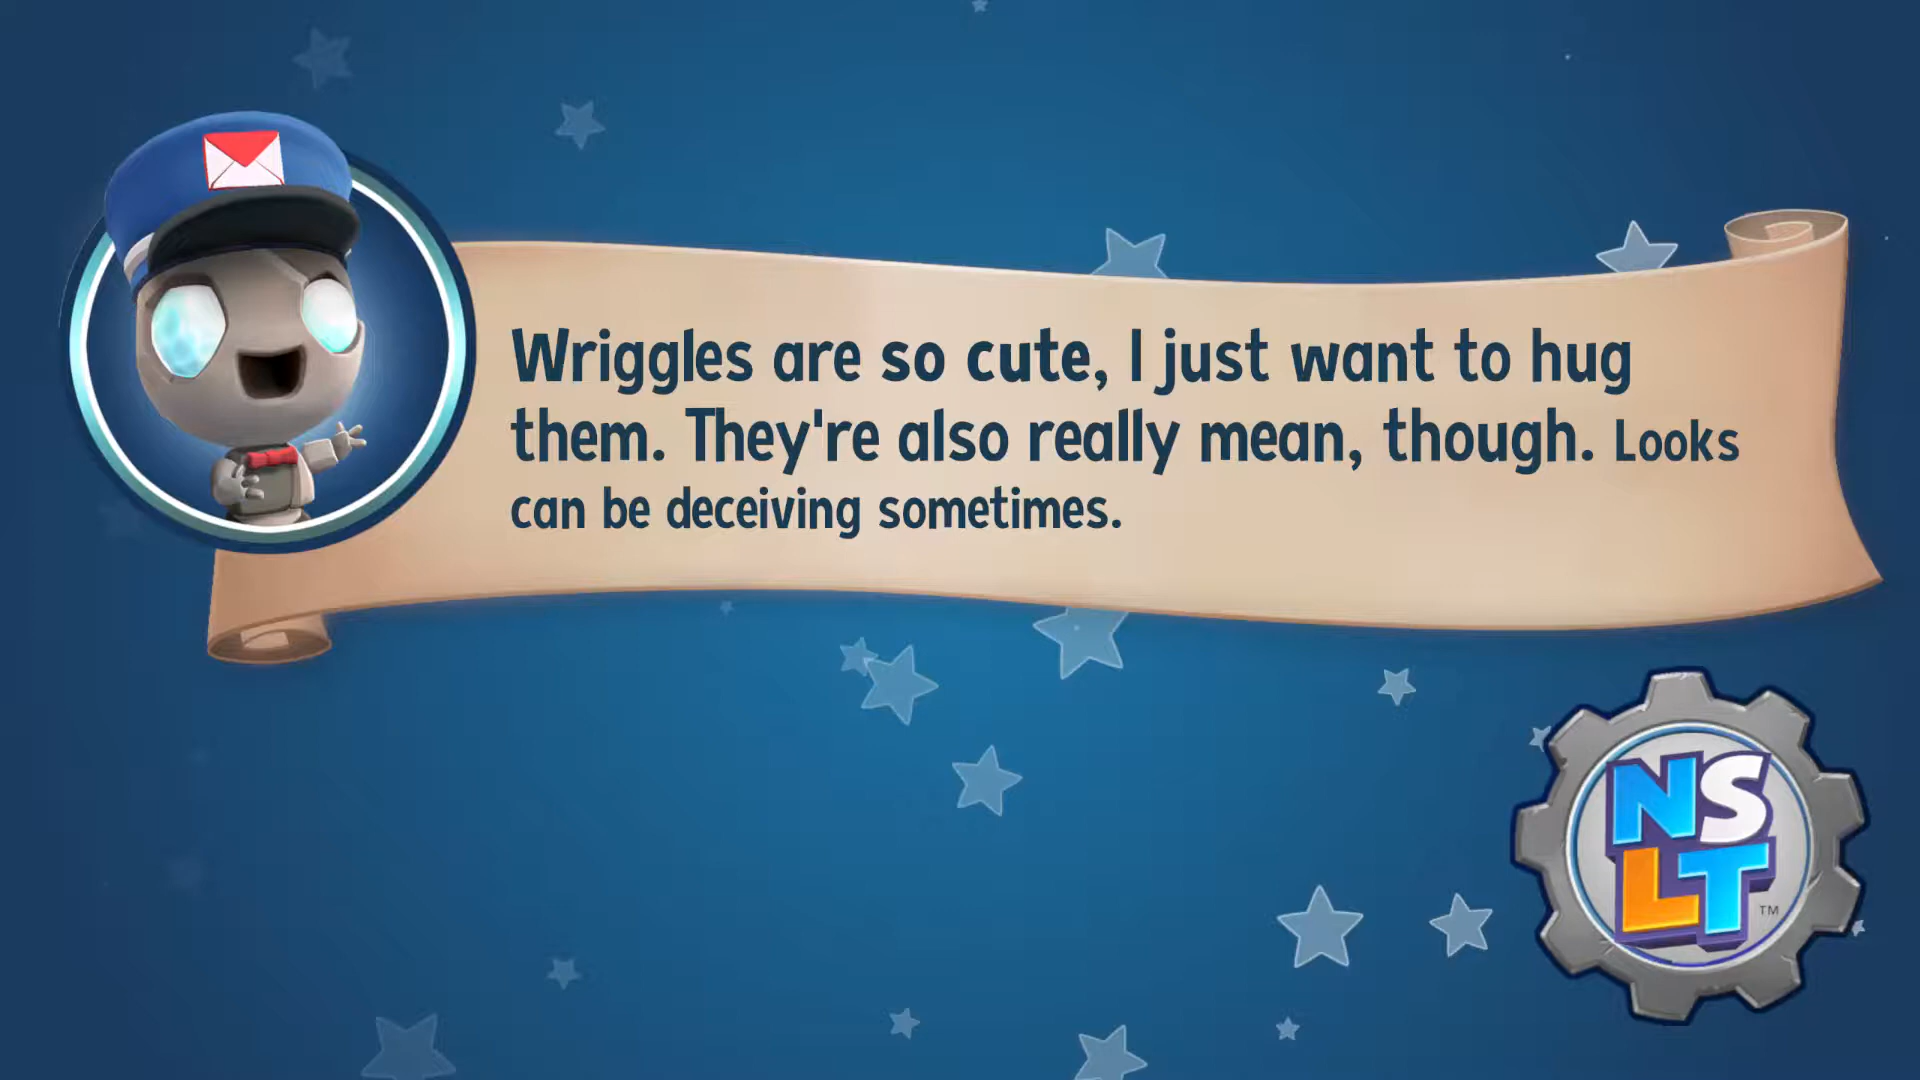 Wriggles are so cute, I just want to hug
them. They're also really mean, though. Looks
can be deceiving sometimes.
NS
LT
TM